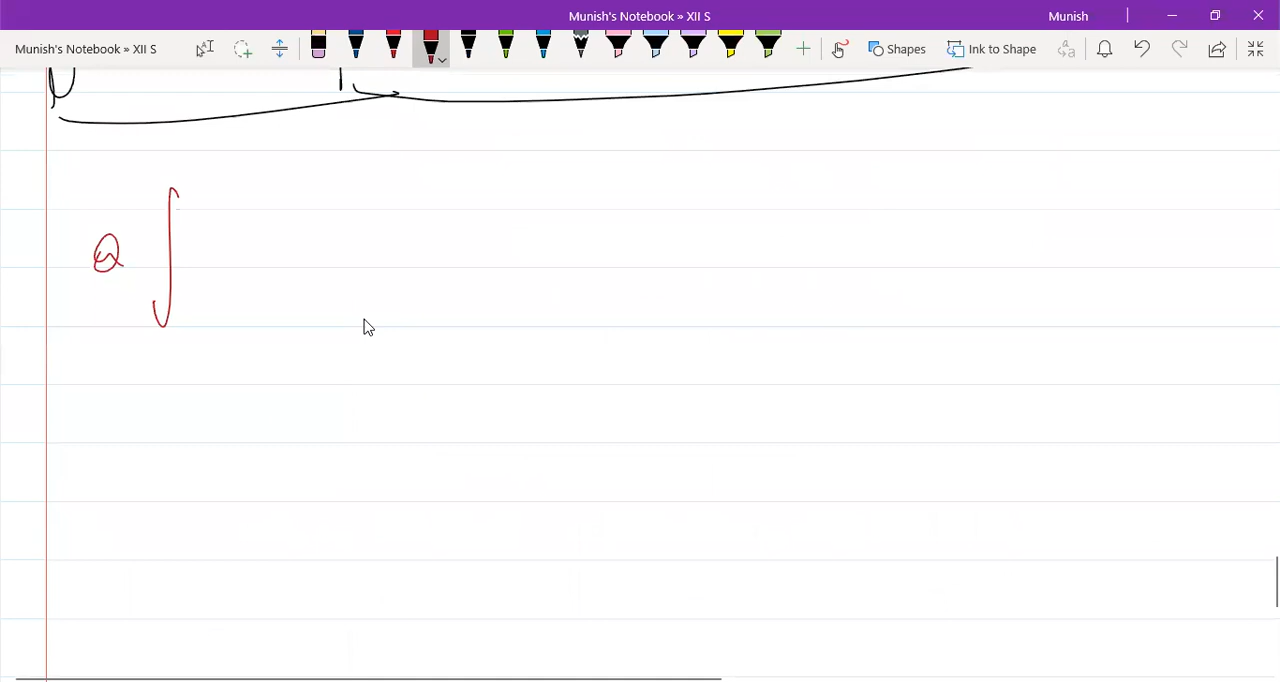 Munish's Notebook » XII S
Munish
Munish's Notebook » XII S
Shapes
Ink to Shape
Q ∫